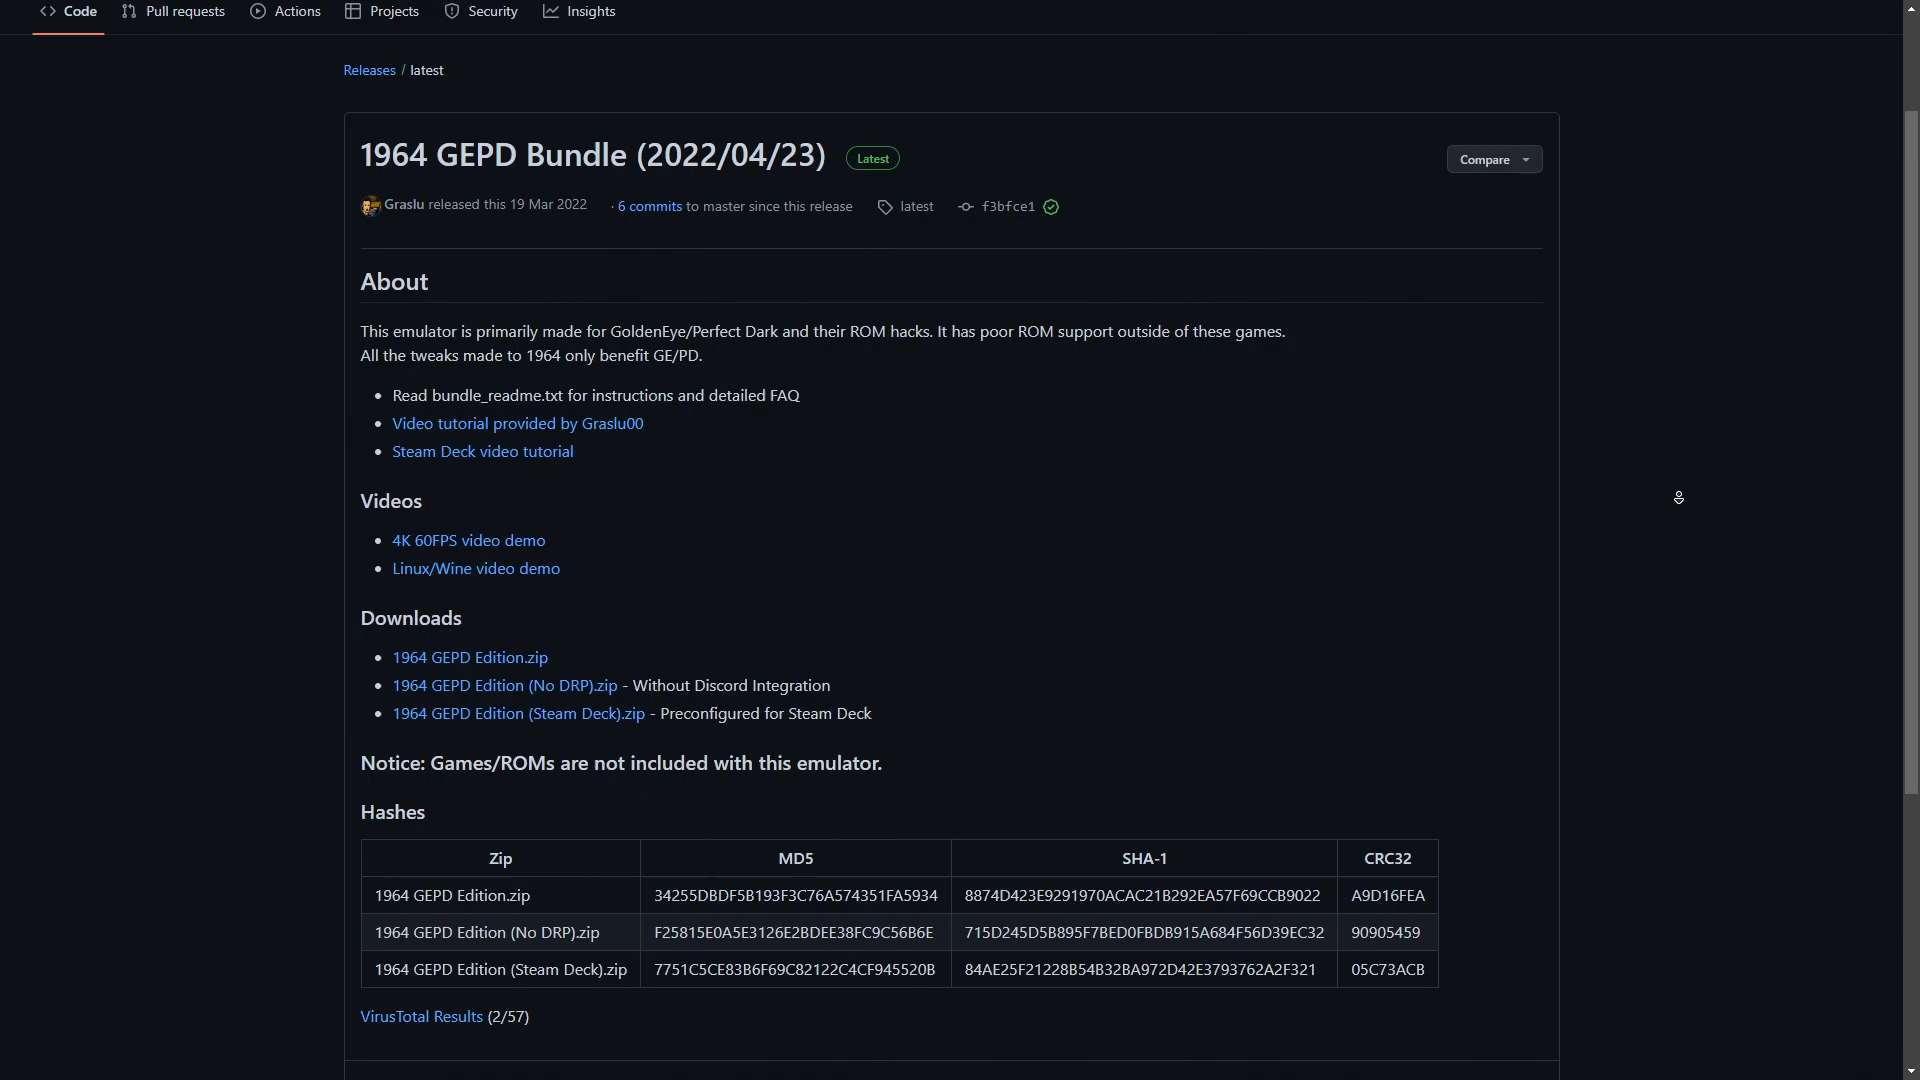 Code Pull requests Actions Projects Security Insights
Releases / latest
1964 GEPD Bundle (2022/04/23) Latest
Compare
Graslu released this 19 Mar 2022 · 6 commits to master since this release latest f3bfce1
About
This emulator is primarily made for GoldenEye/Perfect Dark and their ROM hacks. It has poor ROM support outside of these games.
All the tweaks made to 1964 only benefit GE/PD.
• Read bundle_readme.txt for instructions and detailed FAQ
• Video tutorial provided by Graslu00
• Steam Deck video tutorial
Videos
• 4K 60FPS video demo
• Linux/Wine video demo
Downloads
• 1964 GEPD Edition.zip
• 1964 GEPD Edition (No DRP).zip - Without Discord Integration
• 1964 GEPD Edition (Steam Deck).zip - Preconfigured for Steam Deck
Notice: Games/ROMs are not included with this emulator.
Hashes
Zip MD5 SHA-1 CRC32
1964 GEPD Edition.zip 34255DBDF5B193F3C76A574351FA5934 8874D423E9291970ACAC21B292EA57F69CCB9022 A9D16FEA
1964 GEPD Edition (No DRP).zip F25815E0A5E3126E2BDEE38FC9C56B6E 715D245D5B895F7BED0FBDB915A684F56D39EC32 90905459
1964 GEPD Edition (Steam Deck).zip 7751C5CE83B6F69C82122C4CF945520B 84AE25F21228B54B32BA972D42E3793762A2F321 05C73ACB
VirusTotal Results (2/57)